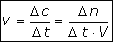 v = Δc / Δt = Δn / Δt · V